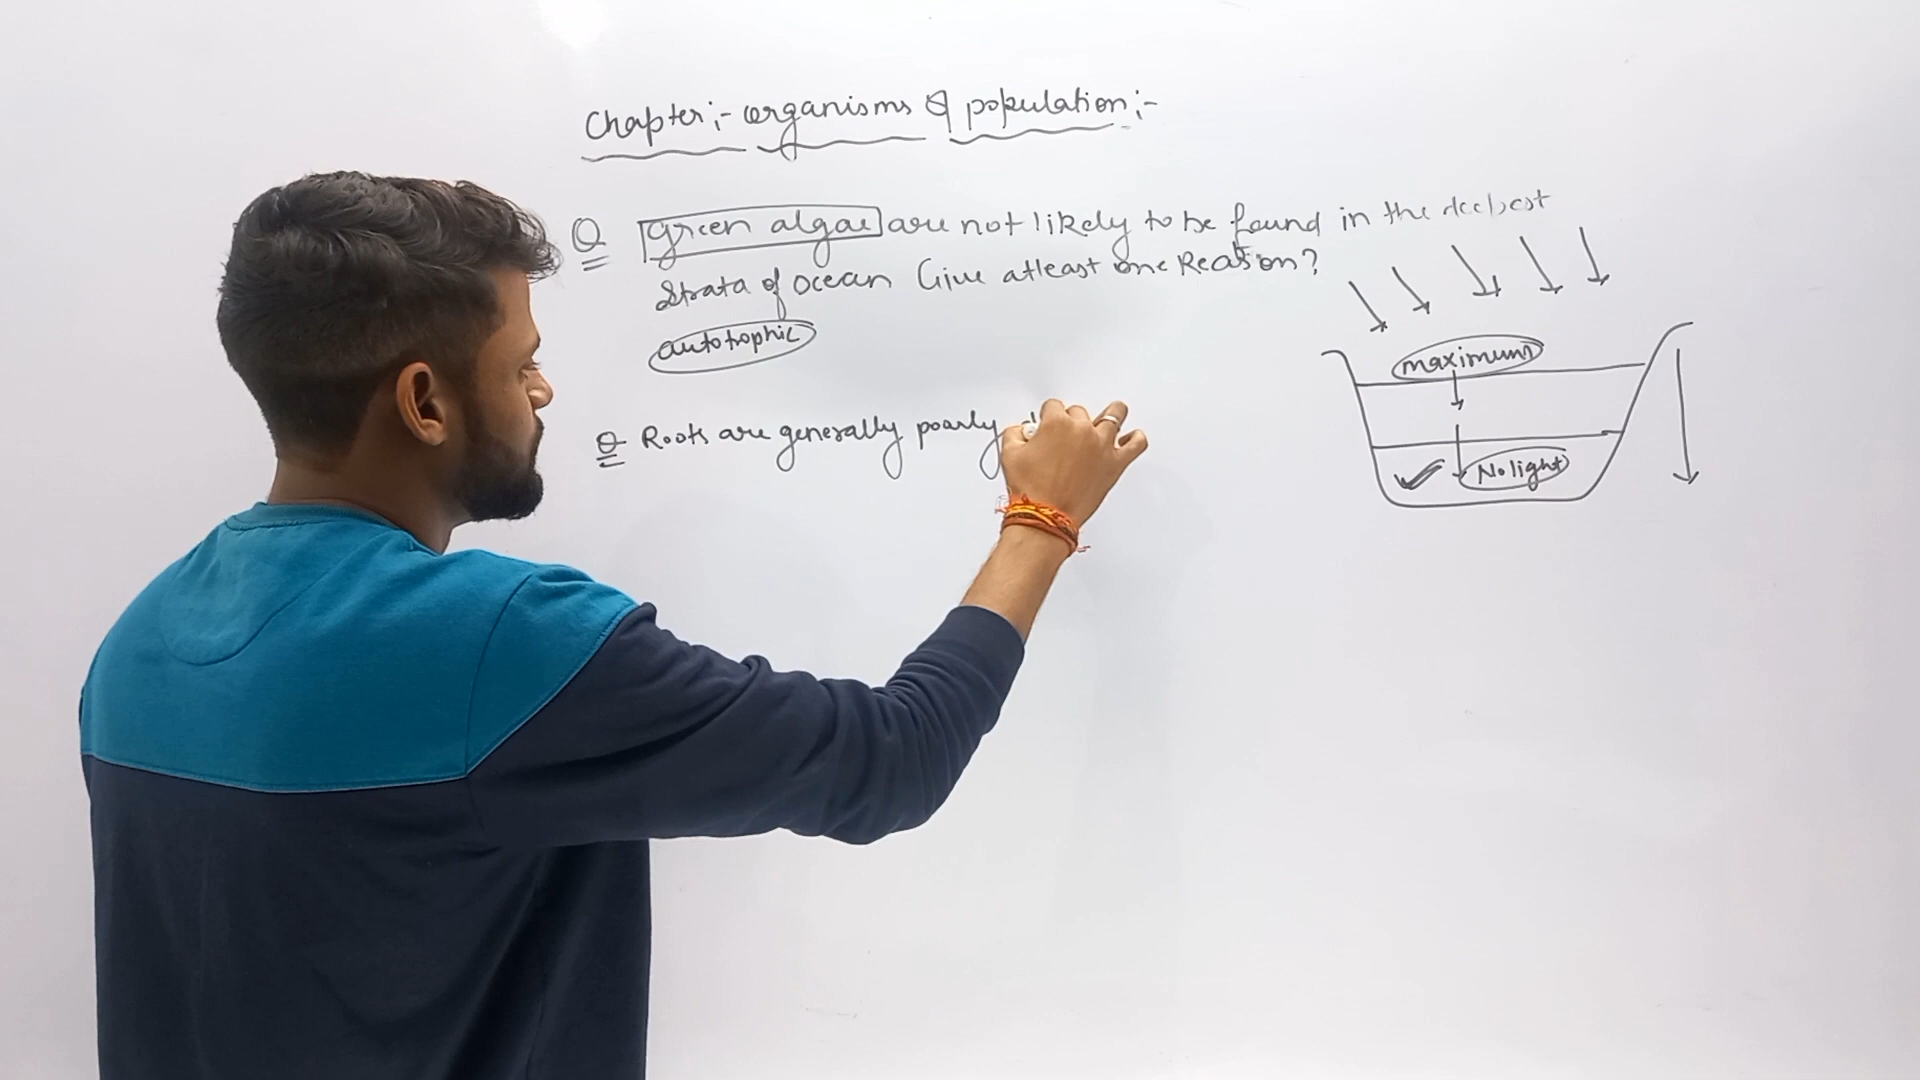 Chapter:- organisms & population:-
Q green algae are not likely to be found in the deepest
Strata of ocean Give atleast one Reason?
autotrophic
maximum
Q Roots are generally poorly
No light